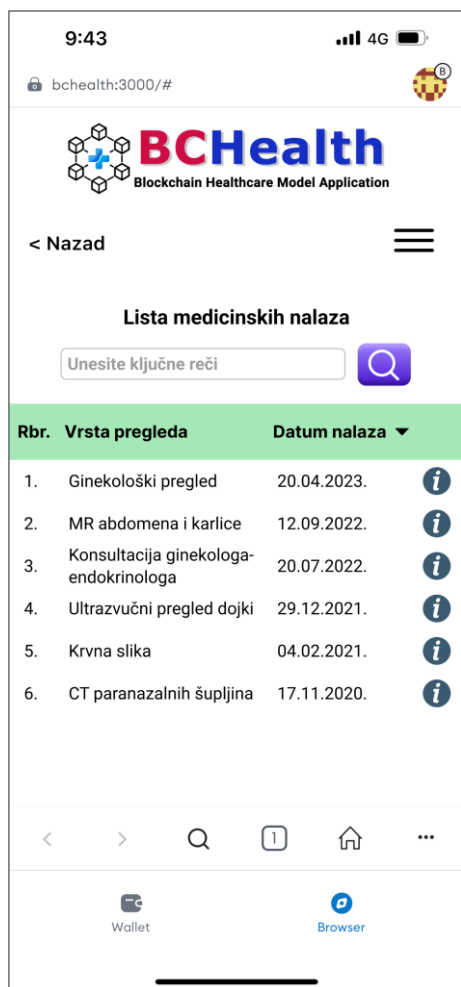 9:43
4G
bchealth:3000/#
B
BCHealth
Blockchain Healthcare Model Application
< Nazad
Lista medicinskih nalaza
Unesite ključne reči
Rbr. Vrsta pregleda Datum nalaza
1. Ginekološki pregled 20.04.2023.
2. MR abdomena i karlice 12.09.2022.
3. Konsultacija ginekologa-
endokrinologa 20.07.2022.
4. Ultrazvučni pregled dojki 29.12.2021.
5. Krvna slika 04.02.2021.
6. CT paranazalnih šupljina 17.11.2020.
1
Wallet Browser